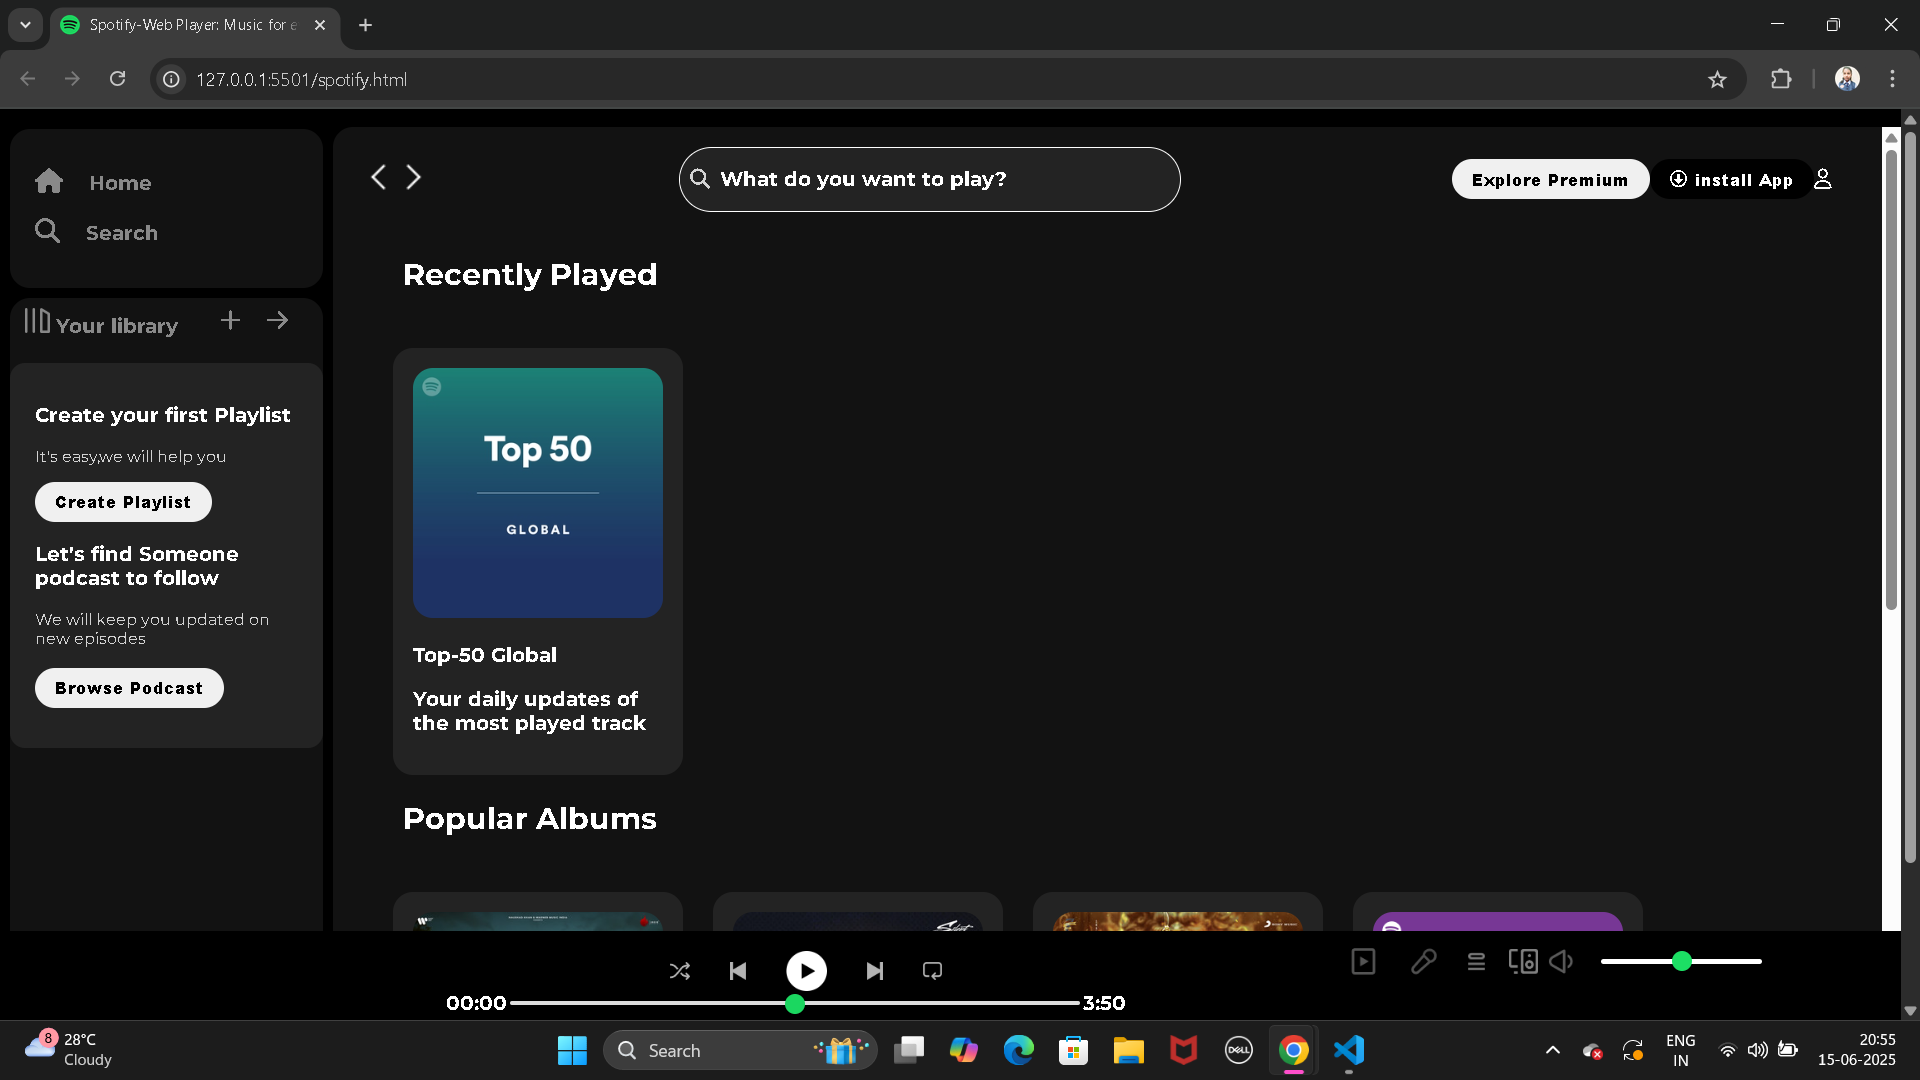 Spotify-Web Player: Music for e
127.0.0.1:5501/spotify.html
Home
Search
Your library
Create your first Playlist
It's easy,we will help you
Create Playlist
Let's find Someone
podcast to follow
We will keep you updated on
new episodes
Browse Podcast
What do you want to play?
Explore Premium
install App
Recently Played
Top 50
GLOBAL
Top-50 Global
Your daily updates of
the most played track
Popular Albums
00:00
3:50
8
28°C
Cloudy
Search
DELL
ENG
IN
20:55
15-06-2025